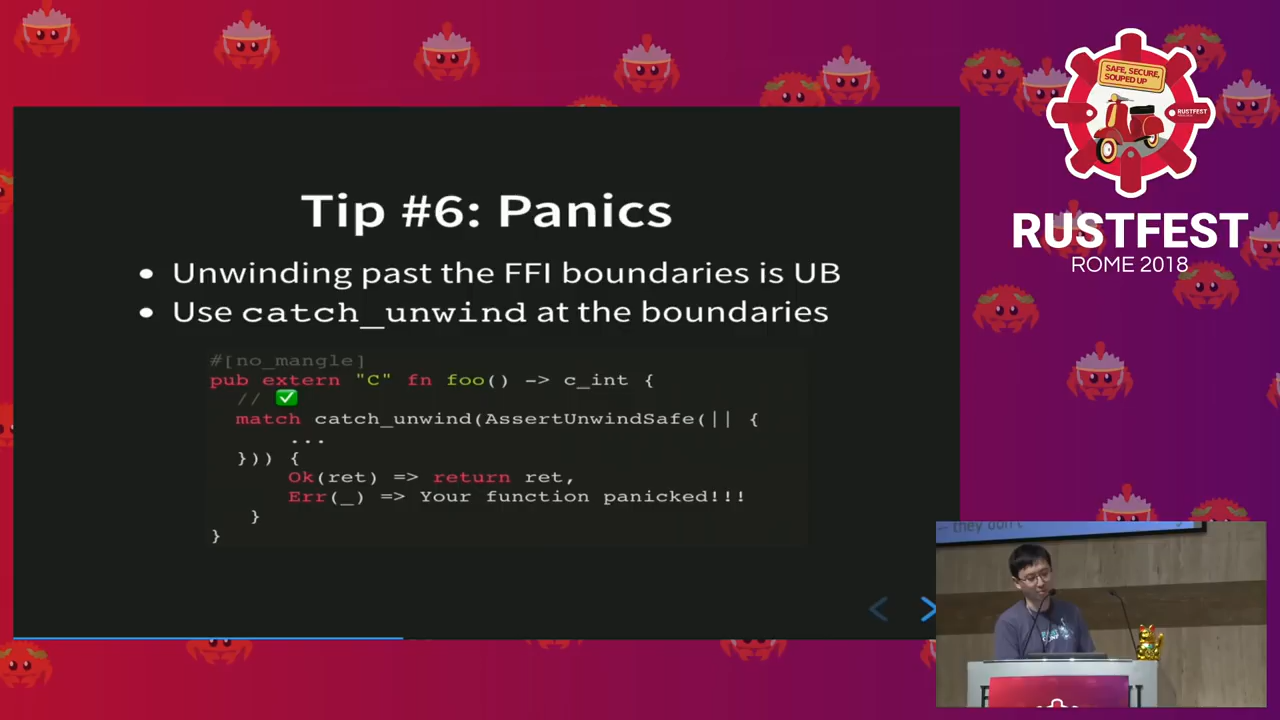 SAFE, SECURE,
SOUPED UP
RUSTFEST
RUSTFEST
ROME 2018
Tip #6: Panics
• Unwinding past the FFI boundaries is UB
• Use catch_unwind at the boundaries
#[no_mangle]
pub extern "C" fn foo() -> c_int {
// ✅
match catch_unwind(AssertUnwindSafe(|| {
...
})) {
Ok(ret) => return ret,
Err(_) => Your function panicked!!!
}
}
they don't